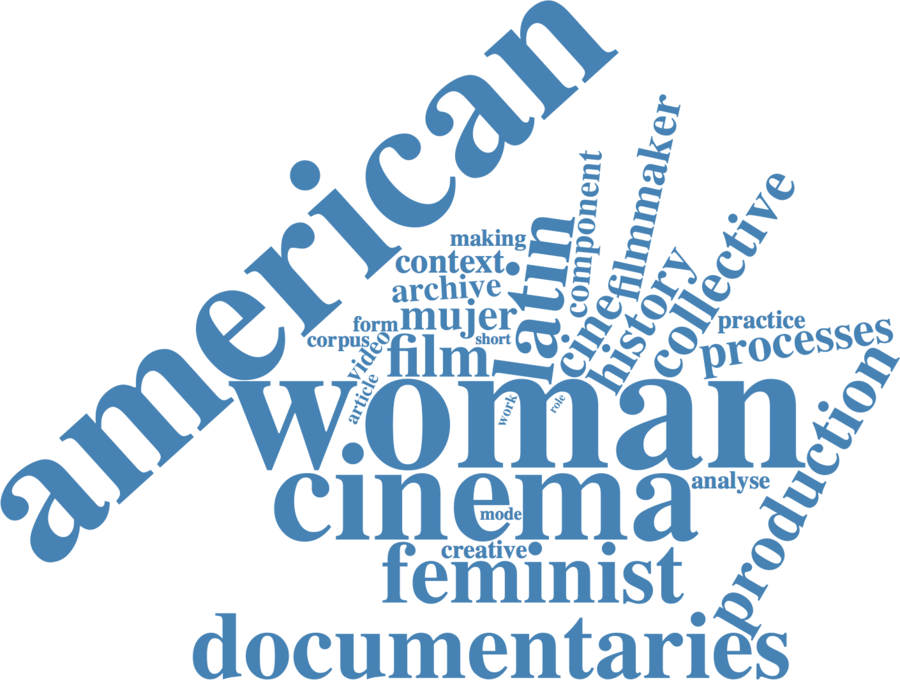 american
making
context
archive
mujer
form
corpus
short
video
film
article
latin
component
cine
filmmaker
history
collective
practice
processes
work
role
woman
cinema
analyse
mode
production
creative
feminist
documentaries